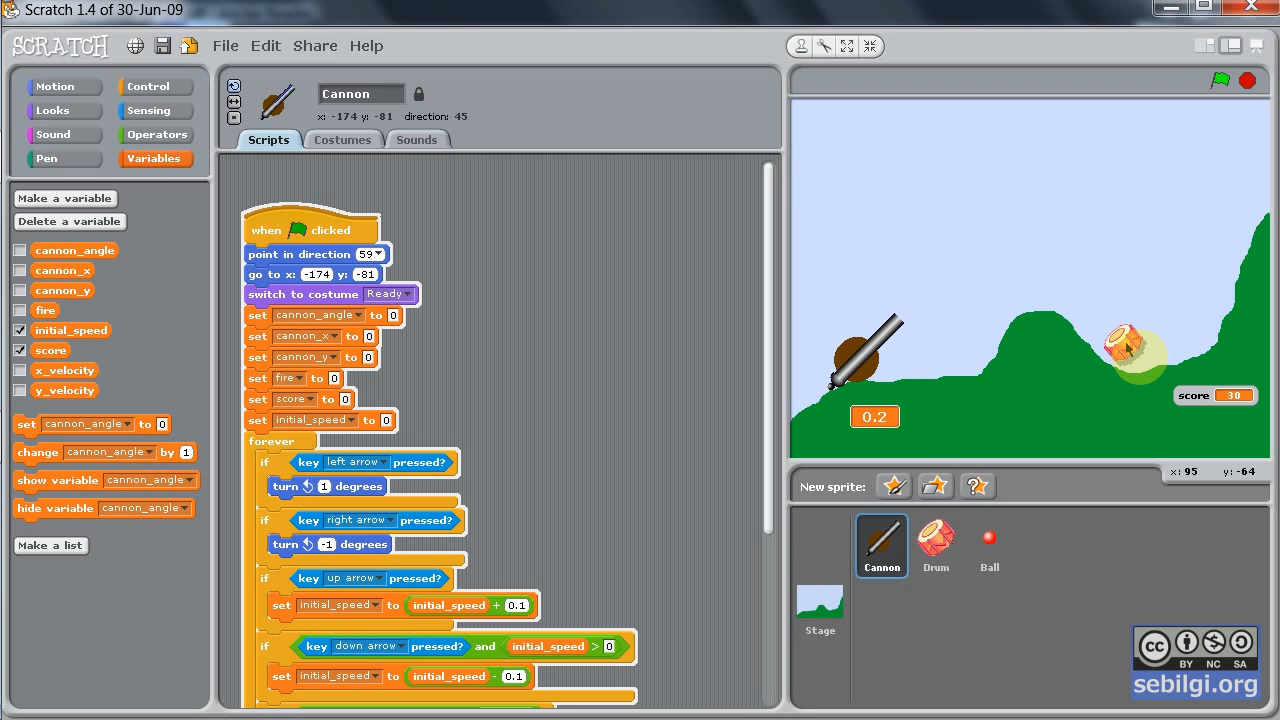 Scratch 1.4 of 30-Jun-09
SCRATCH File Edit Share Help
Motion Control
Looks Sensing
Sound Operators
Pen Variables
Make a variable
Delete a variable
cannon_angle
cannon_x
cannon_y
fire
initial_speed
score
x_velocity
y_velocity
set cannon_angle to 0
change cannon_angle by 1
show variable cannon_angle
hide variable cannon_angle
Make a list
Cannon
x: -174 y: -81 direction: 45
Scripts Costumes Sounds
when clicked
point in direction 59
go to x: -174 y: -81
switch to costume Ready
set cannon_angle to 0
set cannon_x to 0
set cannon_y to 0
set fire to 0
set score to 0
set initial_speed to 0
forever
if key left arrow pressed?
turn 1 degrees
if key right arrow pressed?
turn -1 degrees
if key up arrow pressed?
set initial_speed to initial_speed + 0.1
if key down arrow pressed? and initial_speed > 0
set initial_speed to initial_speed - 0.1
score 30
0.2
x: 95 y: -64
New sprite:
Cannon Drum Ball
Stage
cc
BY NC SA
sebilgi.org